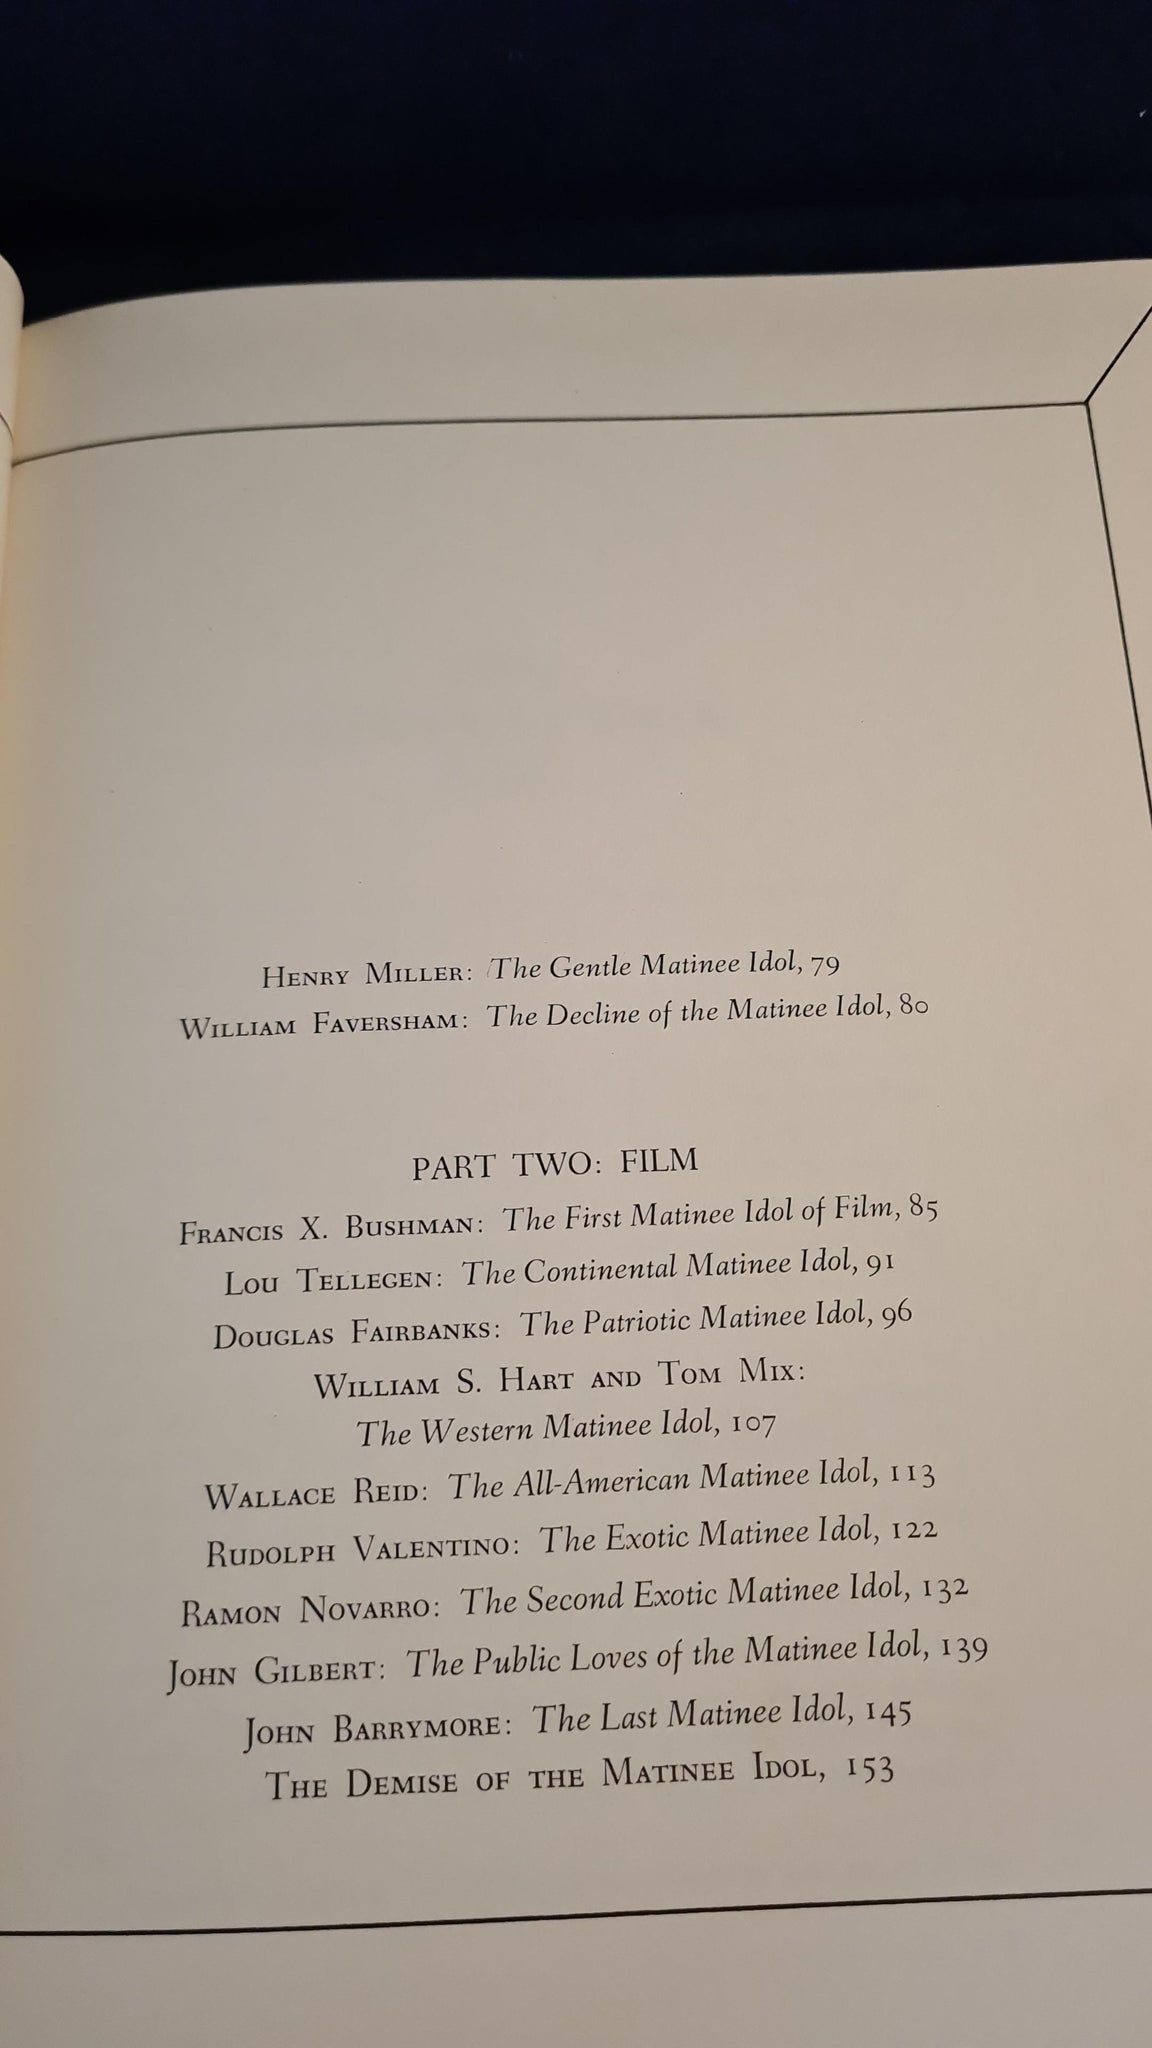 HENRY MILLER: The Gentle Matinee Idol, 79
WILLIAM FAVERSHAM: The Decline of the Matinee Idol, 80
PART TWO: FILM
FRANCIS X. BUSHMAN: The First Matinee Idol of Film, 85
LOU TELLEGEN: The Continental Matinee Idol, 91
DOUGLAS FAIRBANKS: The Patriotic Matinee Idol, 96
WILLIAM S. HART AND TOM MIX:
The Western Matinee Idol, 107
WALLACE REID: The All-American Matinee Idol, 113
RUDOLPH VALENTINO: The Exotic Matinee Idol, 122
RAMON NOVARRO: The Second Exotic Matinee Idol, 132
JOHN GILBERT: The Public Loves of the Matinee Idol, 139
JOHN BARRYMORE: The Last Matinee Idol, 145
THE DEMISE OF THE MATINEE IDOL, 153